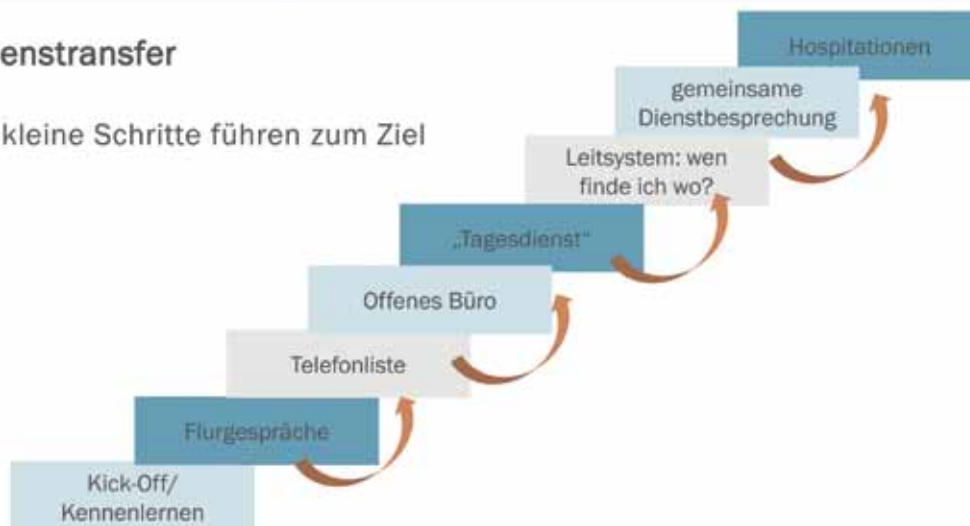 enstransfer
kleine Schritte führen zum Ziel
Hospitationen
gemeinsame
Dienstbesprechung
Leitsystem: wen
finde ich wo?
„Tagesdienst“
Offenes Büro
Telefonliste
Flurgespräche
Kick-Off/
Kennenlernen